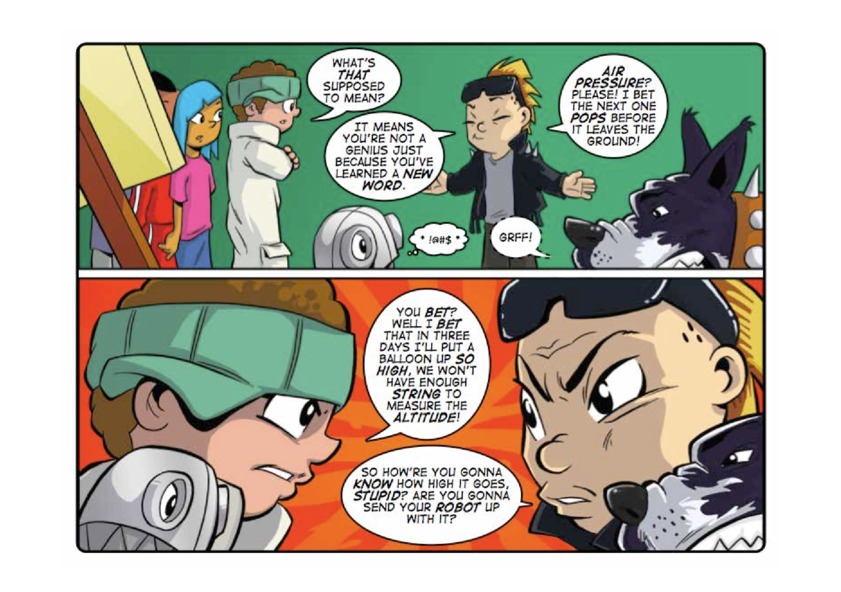 WHAT'S
THAT
SUPPOSED
TO MEAN?
IT MEANS
YOU'RE NOT A
GENIUS JUST
BECAUSE YOU'VE
LEARNED A NEW
WORD.
AIR
PRESSURE?
PLEASE! I BET
THE NEXT ONE
POPS BEFORE
IT LEAVES THE
GROUND!
* !@#$ *
GRFF!
YOU BET?
WELL I BET
THAT IN THREE
DAYS I'LL PUT A
BALLOON UP SO
HIGH, WE WON'T
HAVE ENOUGH
STRING TO
MEASURE THE
ALTITUDE!
SO HOW'RE YOU GONNA
KNOW HOW HIGH IT GOES,
STUPID? ARE YOU GONNA
SEND YOUR ROBOT UP
WITH IT?